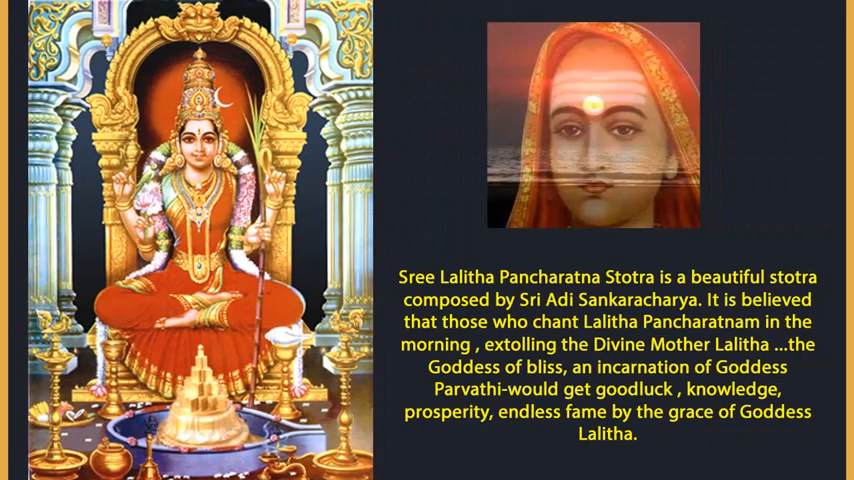 Sree Lalitha Pancharatna Stotra is a beautiful stotra
composed by Sri Adi Sankaracharya. It is believed
that those who chant Lalitha Pancharatnam in the
morning , extolling the Divine Mother Lalitha ...the
Goddess of bliss, an incarnation of Goddess
Parvathi-would get goodluck , knowledge,
prosperity, endless fame by the grace of Goddess
Lalitha.